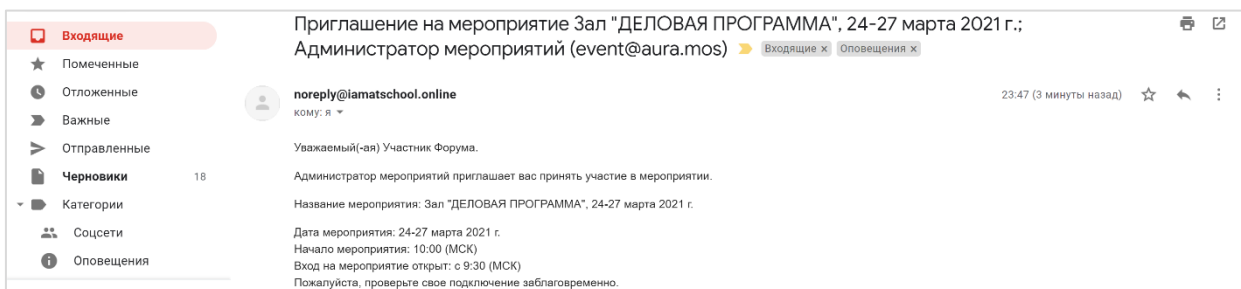 Входящие
Помеченные
Отложенные
Важные
Отправленные
Черновики 18
Категории
Соцсети
Оповещения
Приглашение на мероприятие Зал "ДЕЛОВАЯ ПРОГРАММА", 24-27 марта 2021 г.;
Администратор мероприятий (event@aura.mos) Входящие x Оповещения x
noreply@iamatschool.online 23:47 (3 минуты назад)
кому: я
Уважаемый(-ая) Участник Форума.
Администратор мероприятий приглашает вас принять участие в мероприятии.
Название мероприятия: Зал "ДЕЛОВАЯ ПРОГРАММА", 24-27 марта 2021 г.
Дата мероприятия: 24-27 марта 2021 г.
Начало мероприятия: 10:00 (МСК)
Вход на мероприятие открыт: с 9:30 (МСК)
Пожалуйста, проверьте свое подключение заблаговременно.